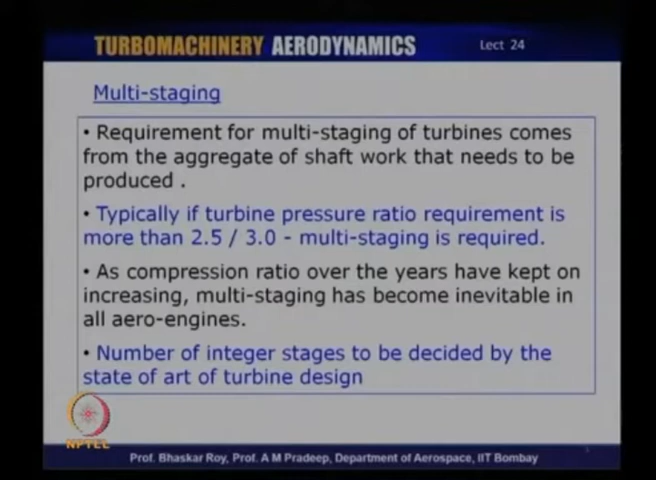 TURBOMACHINERY AERODYNAMICS Lect 24
Multi-staging
• Requirement for multi-staging of turbines comes
from the aggregate of shaft work that needs to be
produced .
• Typically if turbine pressure ratio requirement is
more than 2.5 / 3.0 - multi-staging is required.
• As compression ratio over the years have kept on
increasing, multi-staging has become inevitable in
all aero-engines.
• Number of integer stages to be decided by the
state of art of turbine design
NPTEL
Prof. Bhaskar Roy, Prof. A M Pradeep, Department of Aerospace, IIT Bombay